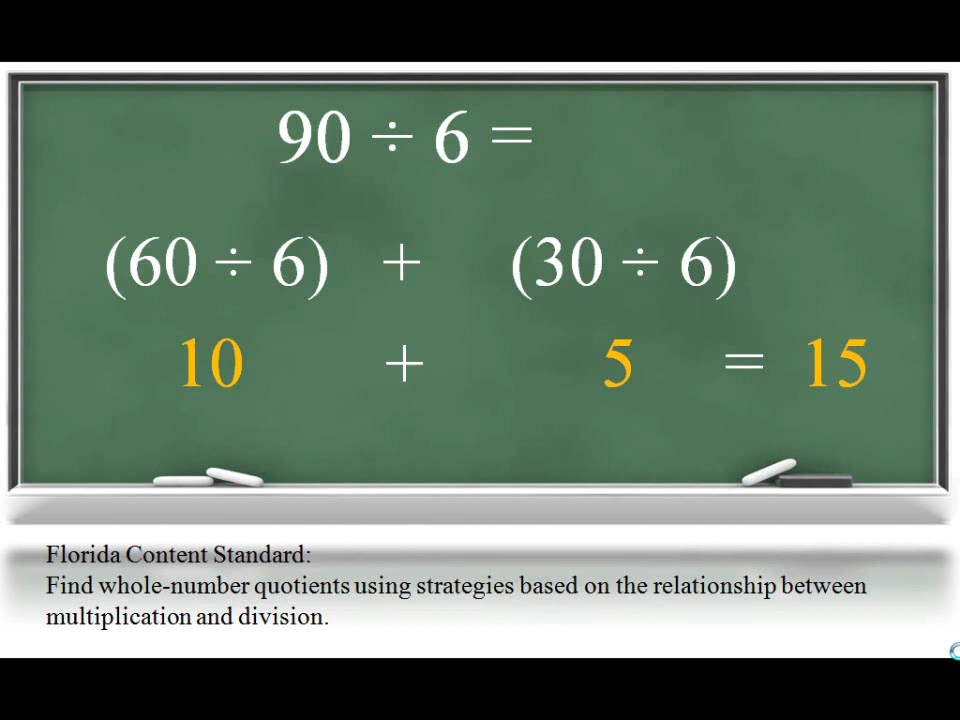 90 ÷ 6 =
(60 ÷ 6) + (30 ÷ 6)
10 + 5 = 15
Florida Content Standard:
Find whole-number quotients using strategies based on the relationship between
multiplication and division.